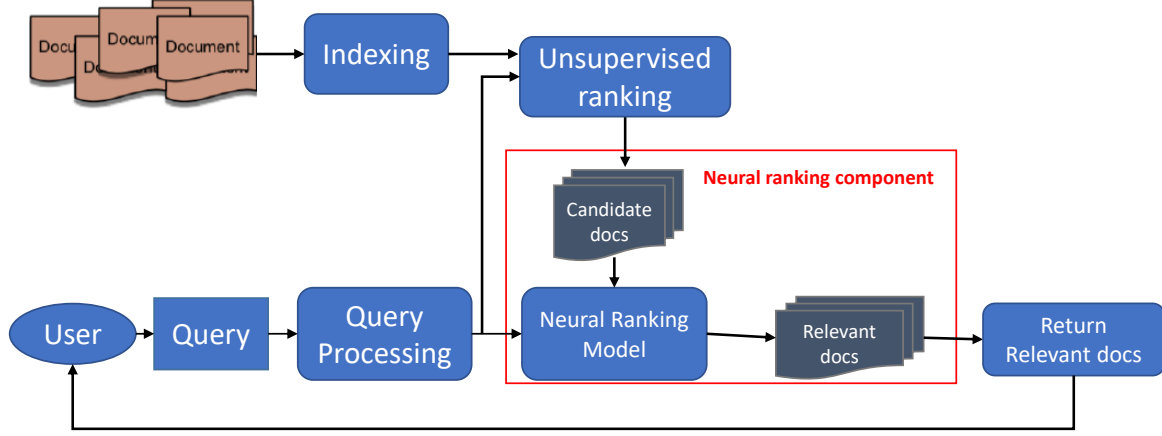 Document
Indexing
Unsupervised
ranking
Neural ranking component
Candidate
docs
User
Query
Query
Processing
Neural Ranking
Model
Relevant
docs
Return
Relevant docs